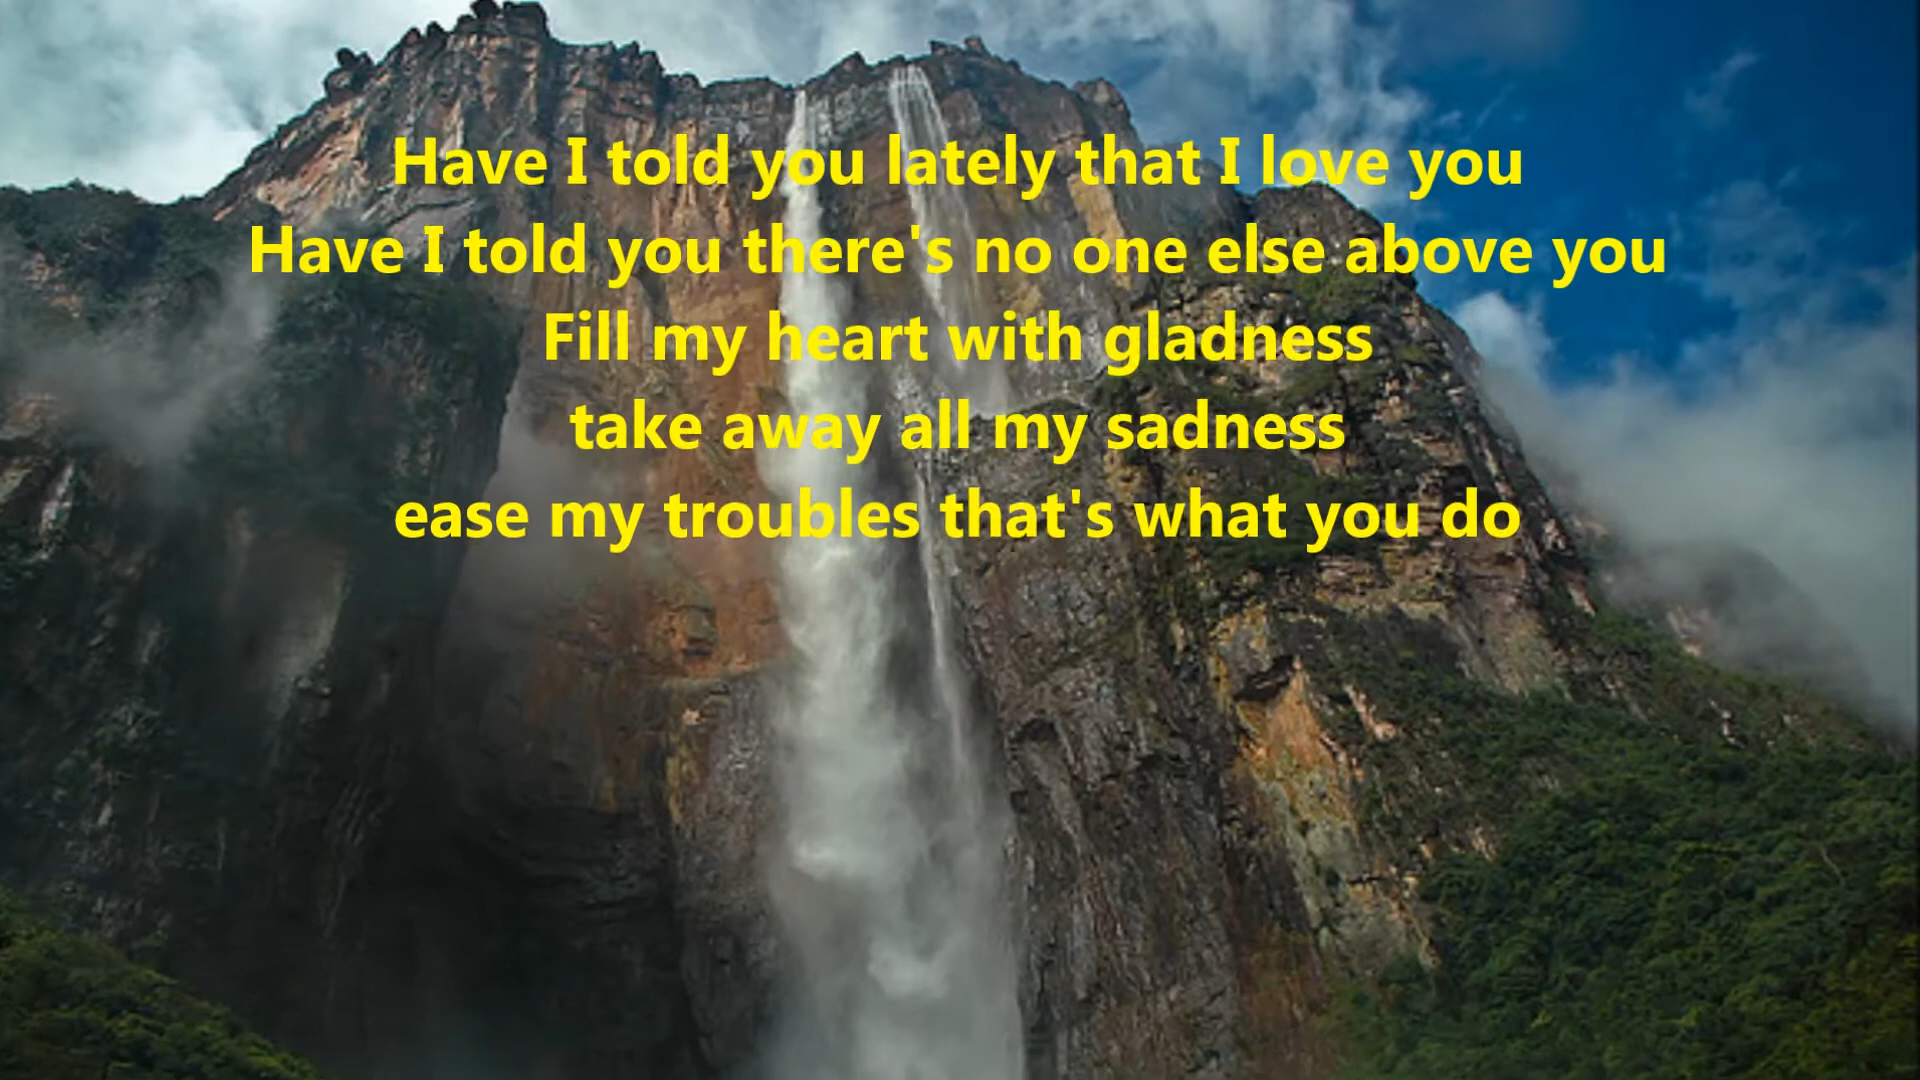 Have I told you lately that I love you
Have I told you there's no one else above you
Fill my heart with gladness
take away all my sadness
ease my troubles that's what you do